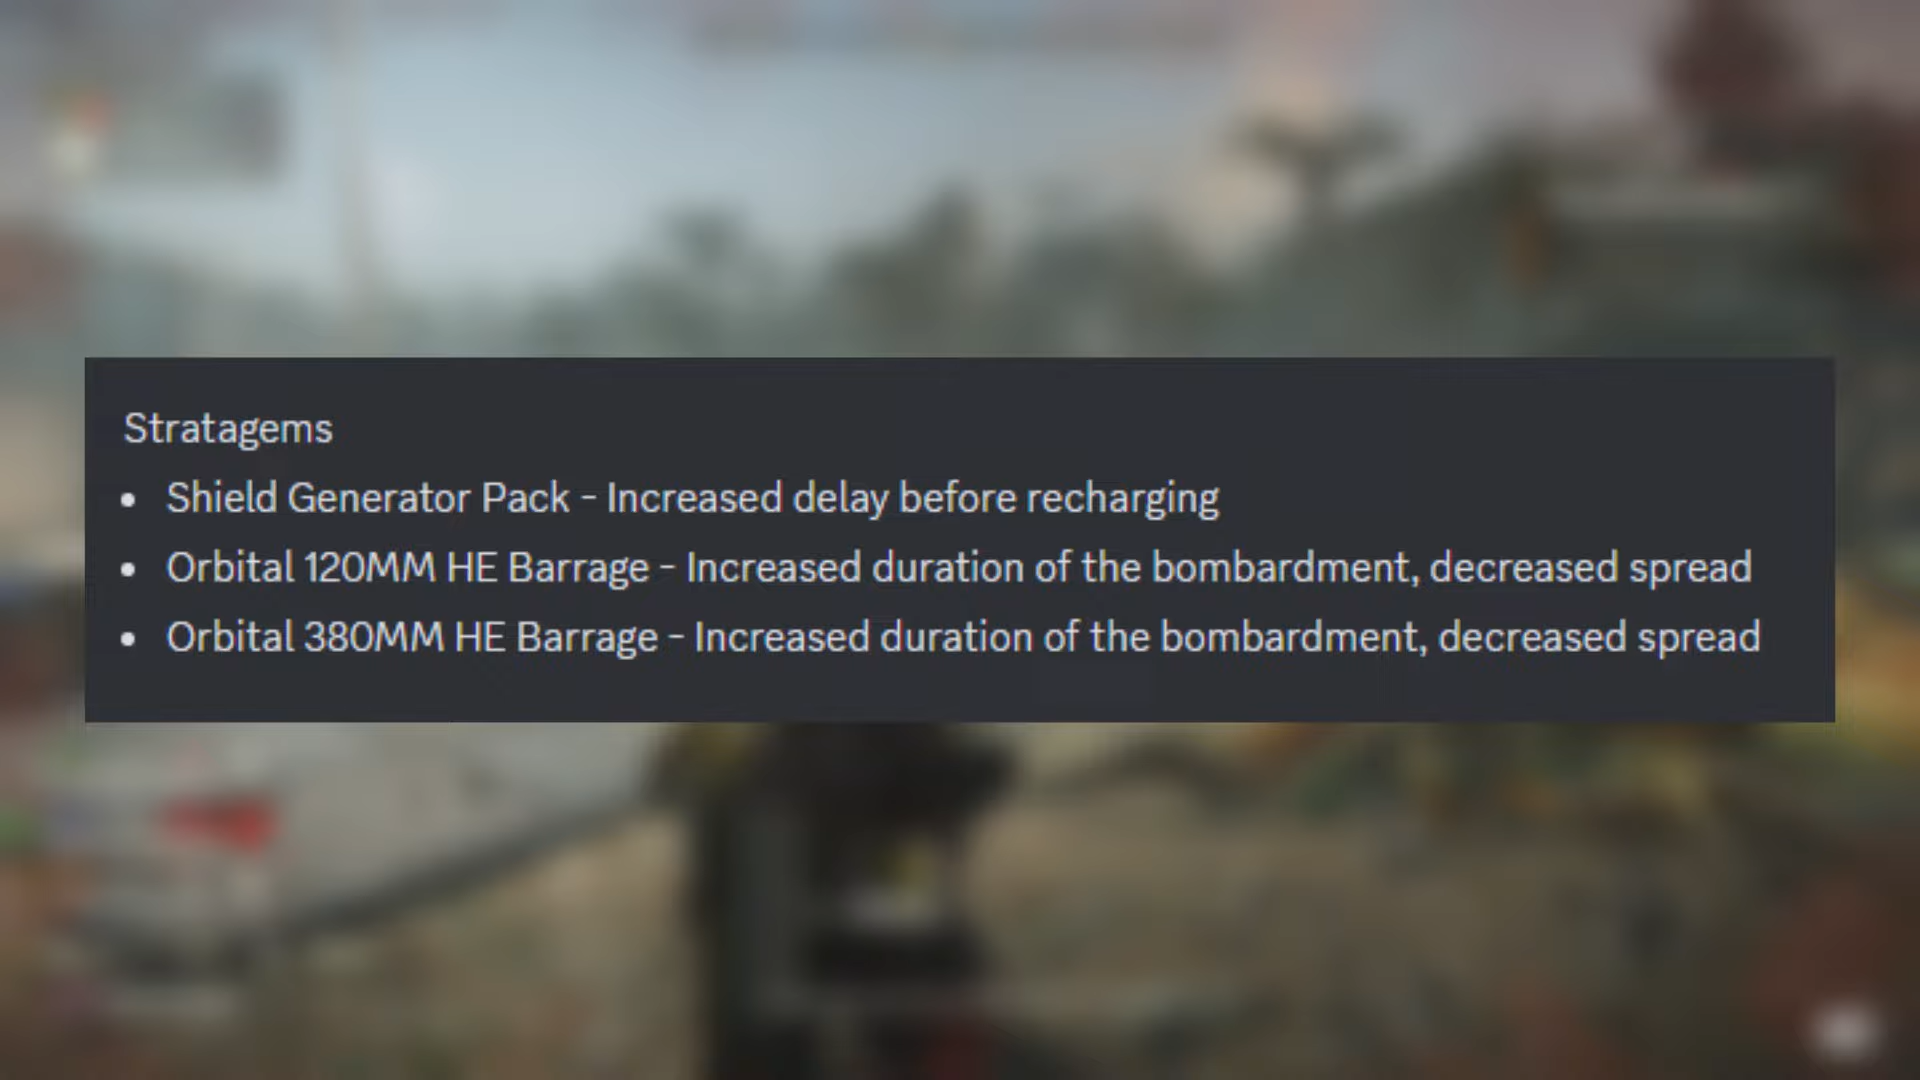 Stratagems
• Shield Generator Pack - Increased delay before recharging
• Orbital 120MM HE Barrage - Increased duration of the bombardment, decreased spread
• Orbital 380MM HE Barrage - Increased duration of the bombardment, decreased spread